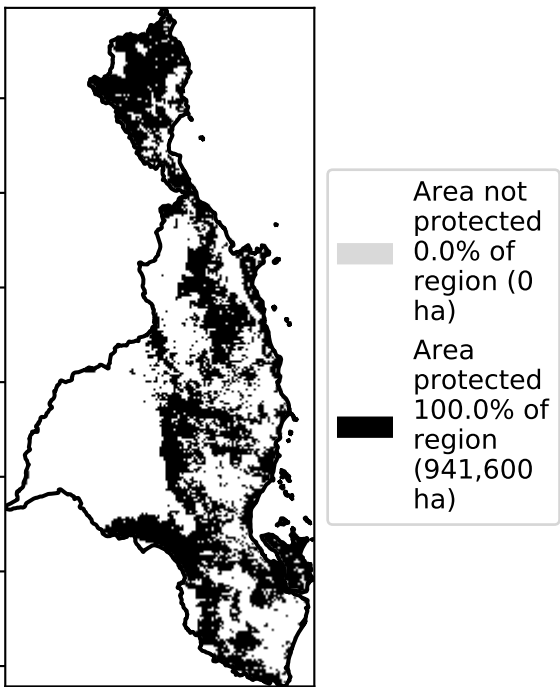 Area not
protected
0.0% of
region (0
ha)
Area
protected
100.0% of
region
(941,600
ha)